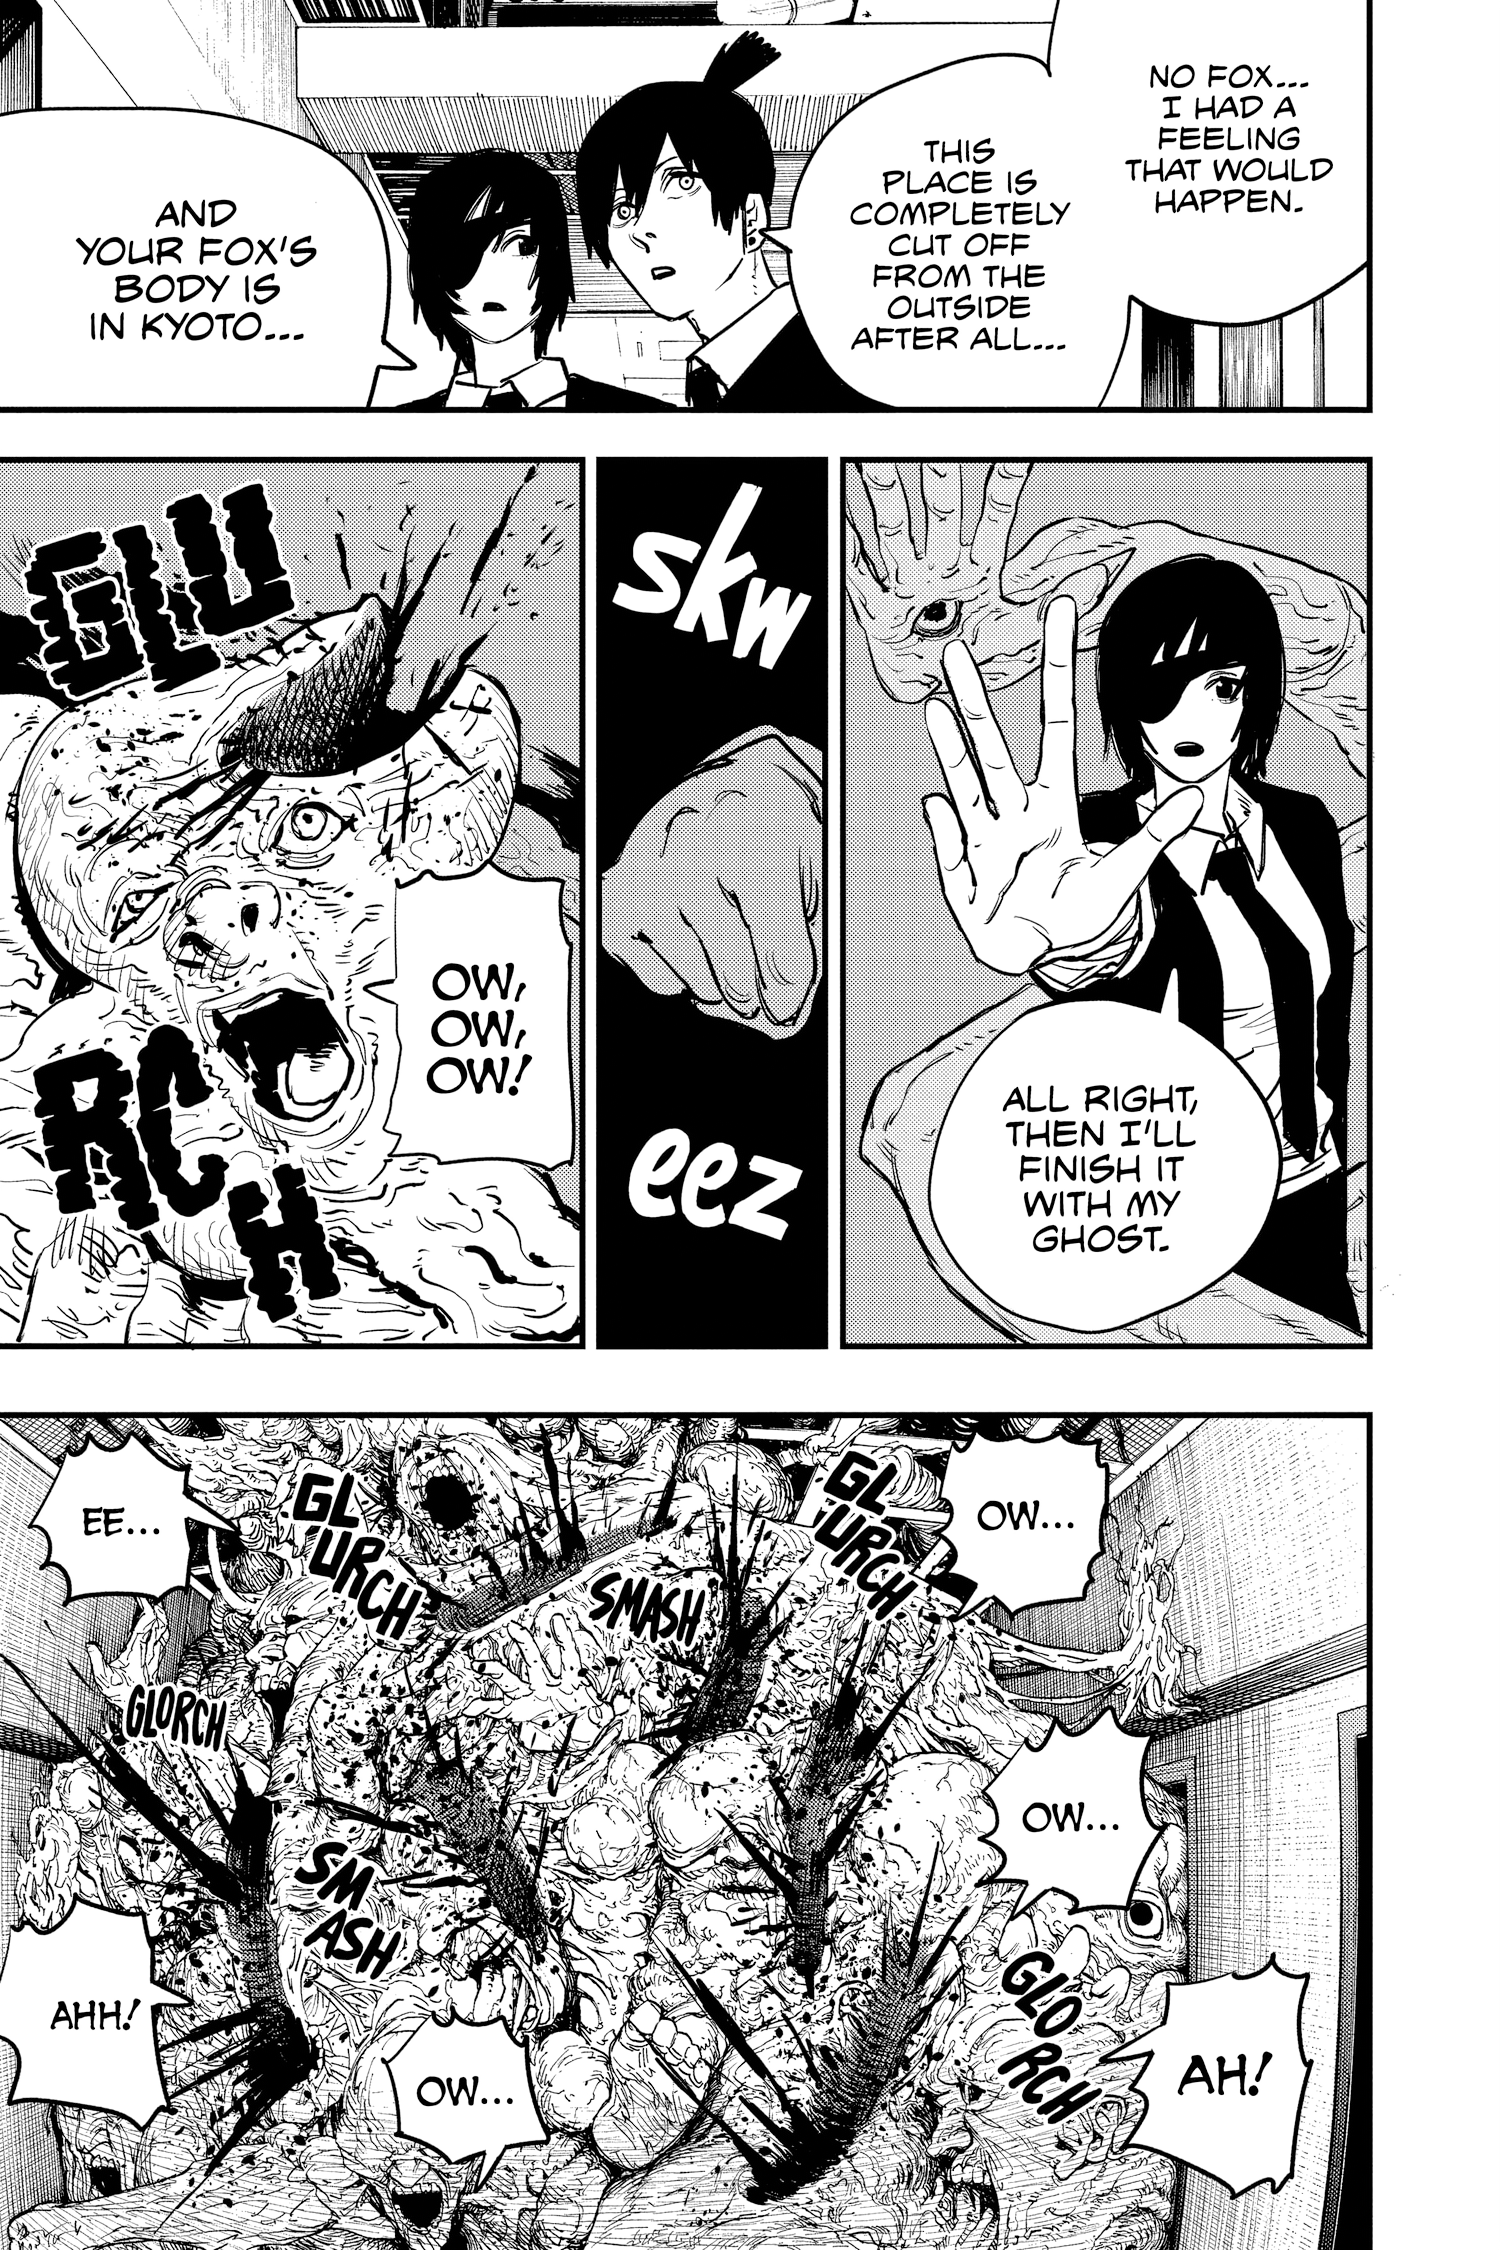 NO FOX...
I HAD A
FEELING
THAT WOULD
HAPPEN.
THIS
PLACE IS
COMPLETELY
CUT OFF
FROM THE
OUTSIDE
AFTER ALL...
AND
YOUR FOX'S
BODY IS
IN KYOTO...
ALL RIGHT,
THEN I'LL
FINISH IT
WITH MY
GHOST.
skw
eez
GLU
RCH
OW,
OW,
OW!
OW...
GL
URCH
SMASH
GL
URCH
EE...
GLORCH
OW...
SM
ASH
GLO
RCH
AH!
OW...
AHH!